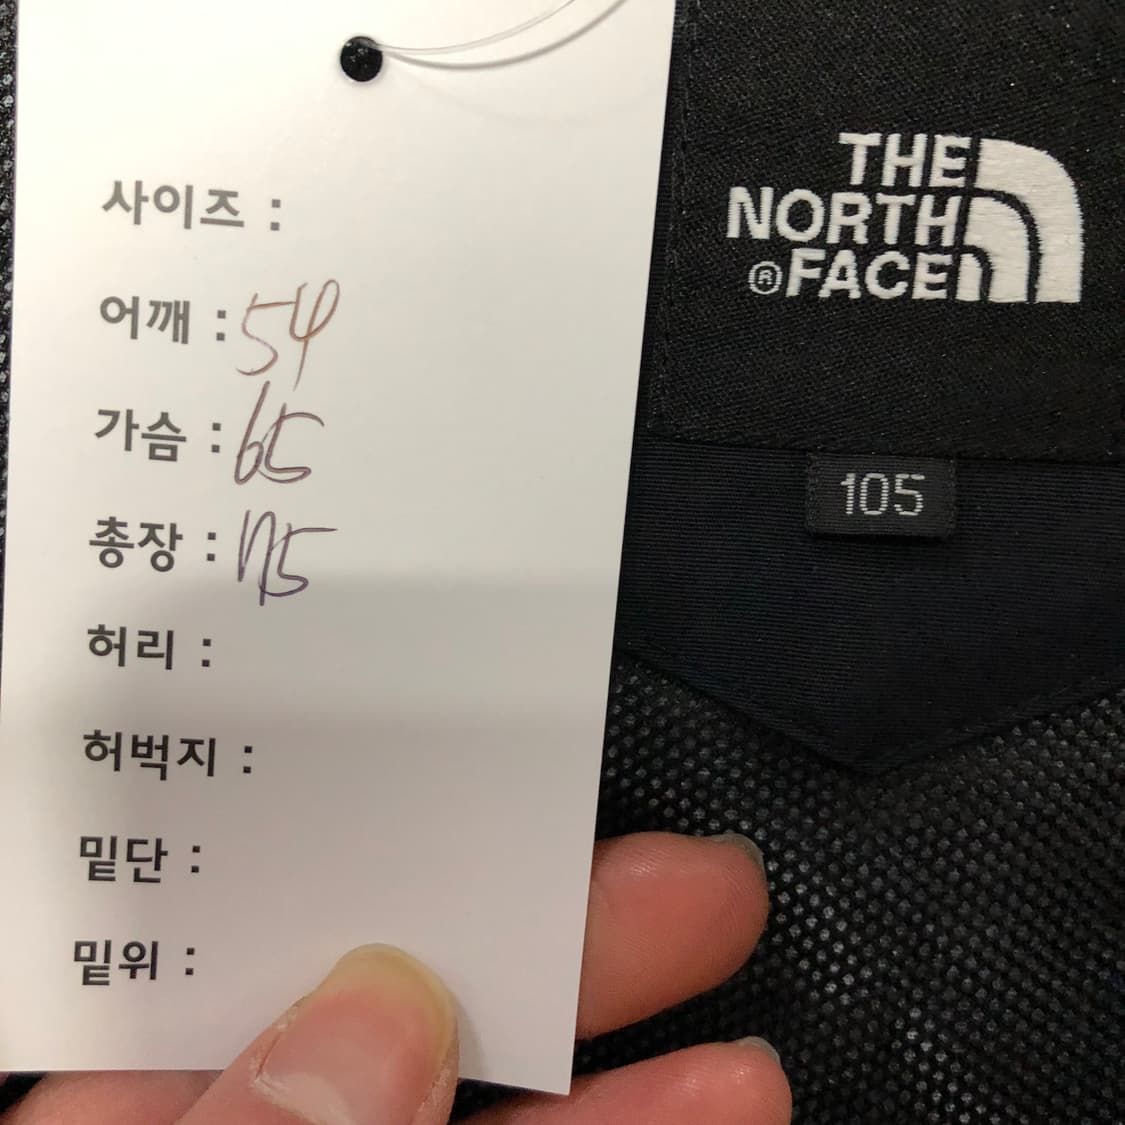 사이즈 :
어깨 : 54
가슴 : 65
총장 : 75
허리 :
허벅지 :
밑단 :
밑위 :
THE
NORTH
®FACE
105